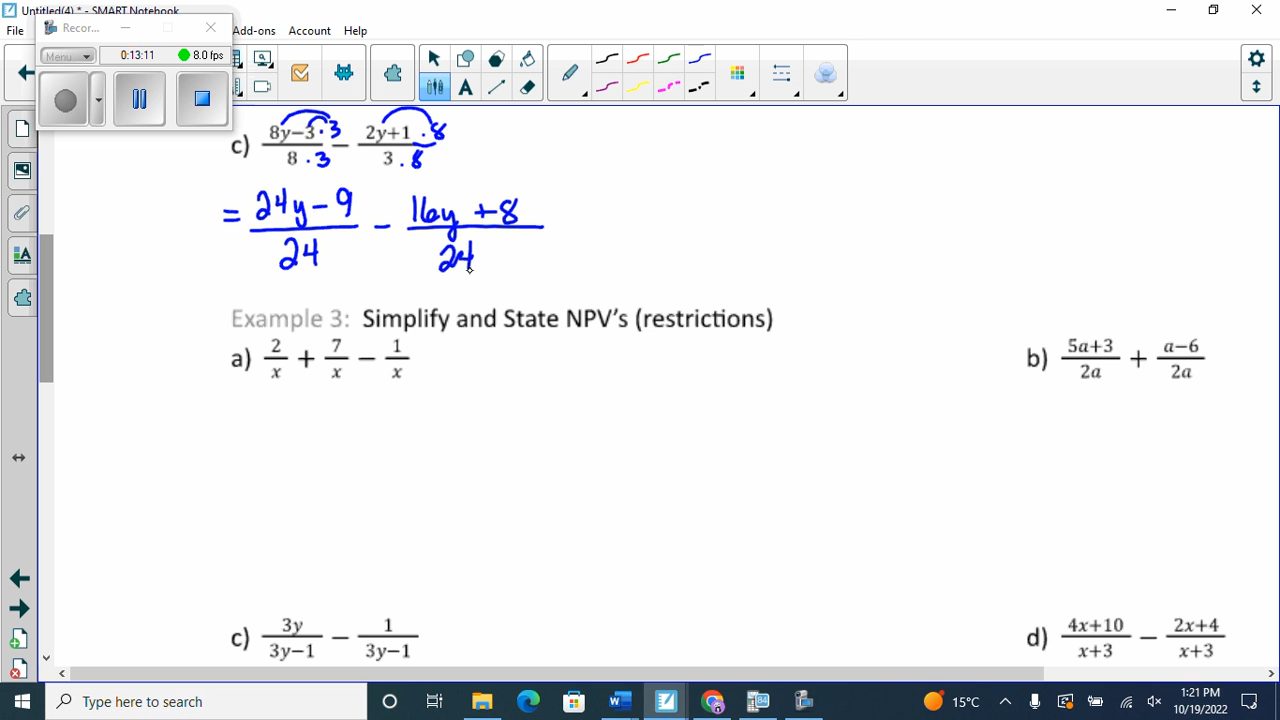 Untitled(4) * - SMART Notebook
File Add-ons Account Help
Recor...
Menu 0:13:11 8.0 fps
c) 8y−3 · 3 / 8 · 3 − 2y+1 · 8 / 3 . 8
= 24y − 9 / 24 − 16y + 8 / 24
Example 3: Simplify and State NPV's (restrictions)
a) 2/x + 7/x − 1/x b) 5a+3/2a + a−6/2a
c) 3y/3y−1 − 1/3y−1 d) 4x+10/x+3 − 2x+4/x+3
Type here to search
15°C
1:21 PM
10/19/2022